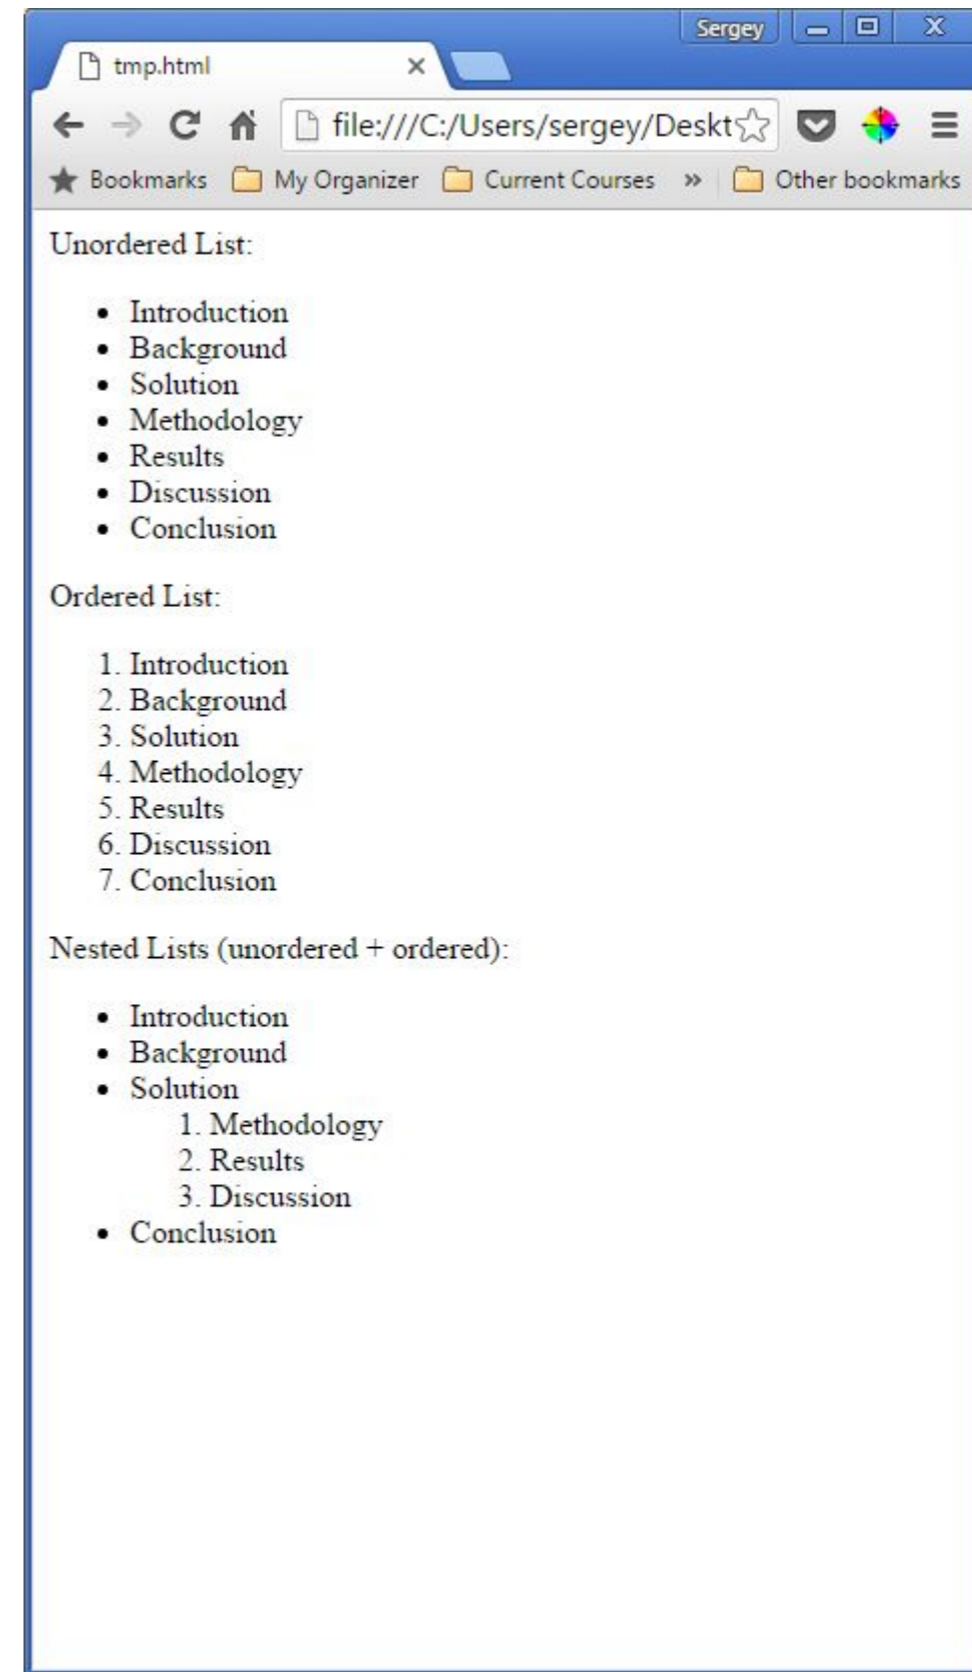 Sergey
tmp.html
file:///C:/Users/sergey/Deskt
Bookmarks My Organizer Current Courses » Other bookmarks
Unordered List:
• Introduction
• Background
• Solution
• Methodology
• Results
• Discussion
• Conclusion
Ordered List:
1. Introduction
2. Background
3. Solution
4. Methodology
5. Results
6. Discussion
7. Conclusion
Nested Lists (unordered + ordered):
• Introduction
• Background
• Solution
1. Methodology
2. Results
3. Discussion
• Conclusion